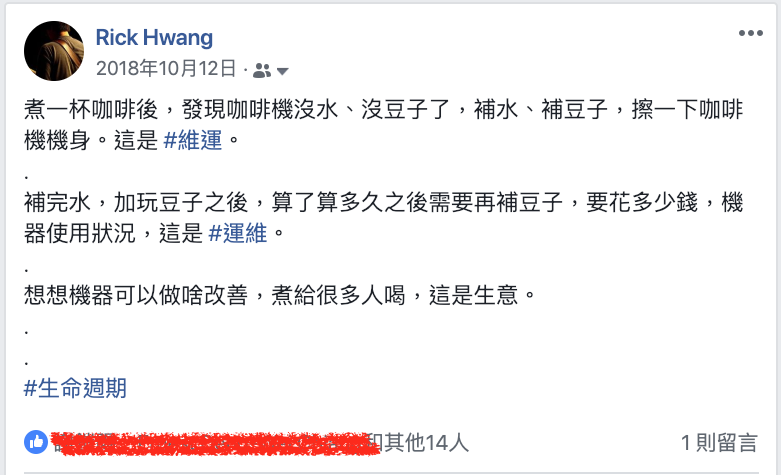 Rick Hwang
2018年10月12日 ·
煮一杯咖啡後，發現咖啡機沒水、沒豆子了，補水、補豆子，擦一下咖啡
機機身。這是 #維運。
.
補完水，加玩豆子之後，算了算多久之後需要再補豆子，要花多少錢，機
器使用狀況，這是 #運維。
.
想想機器可以做啥改善，煮給很多人喝，這是生意。
.
.
#生命週期
和其他14人
1 則留言